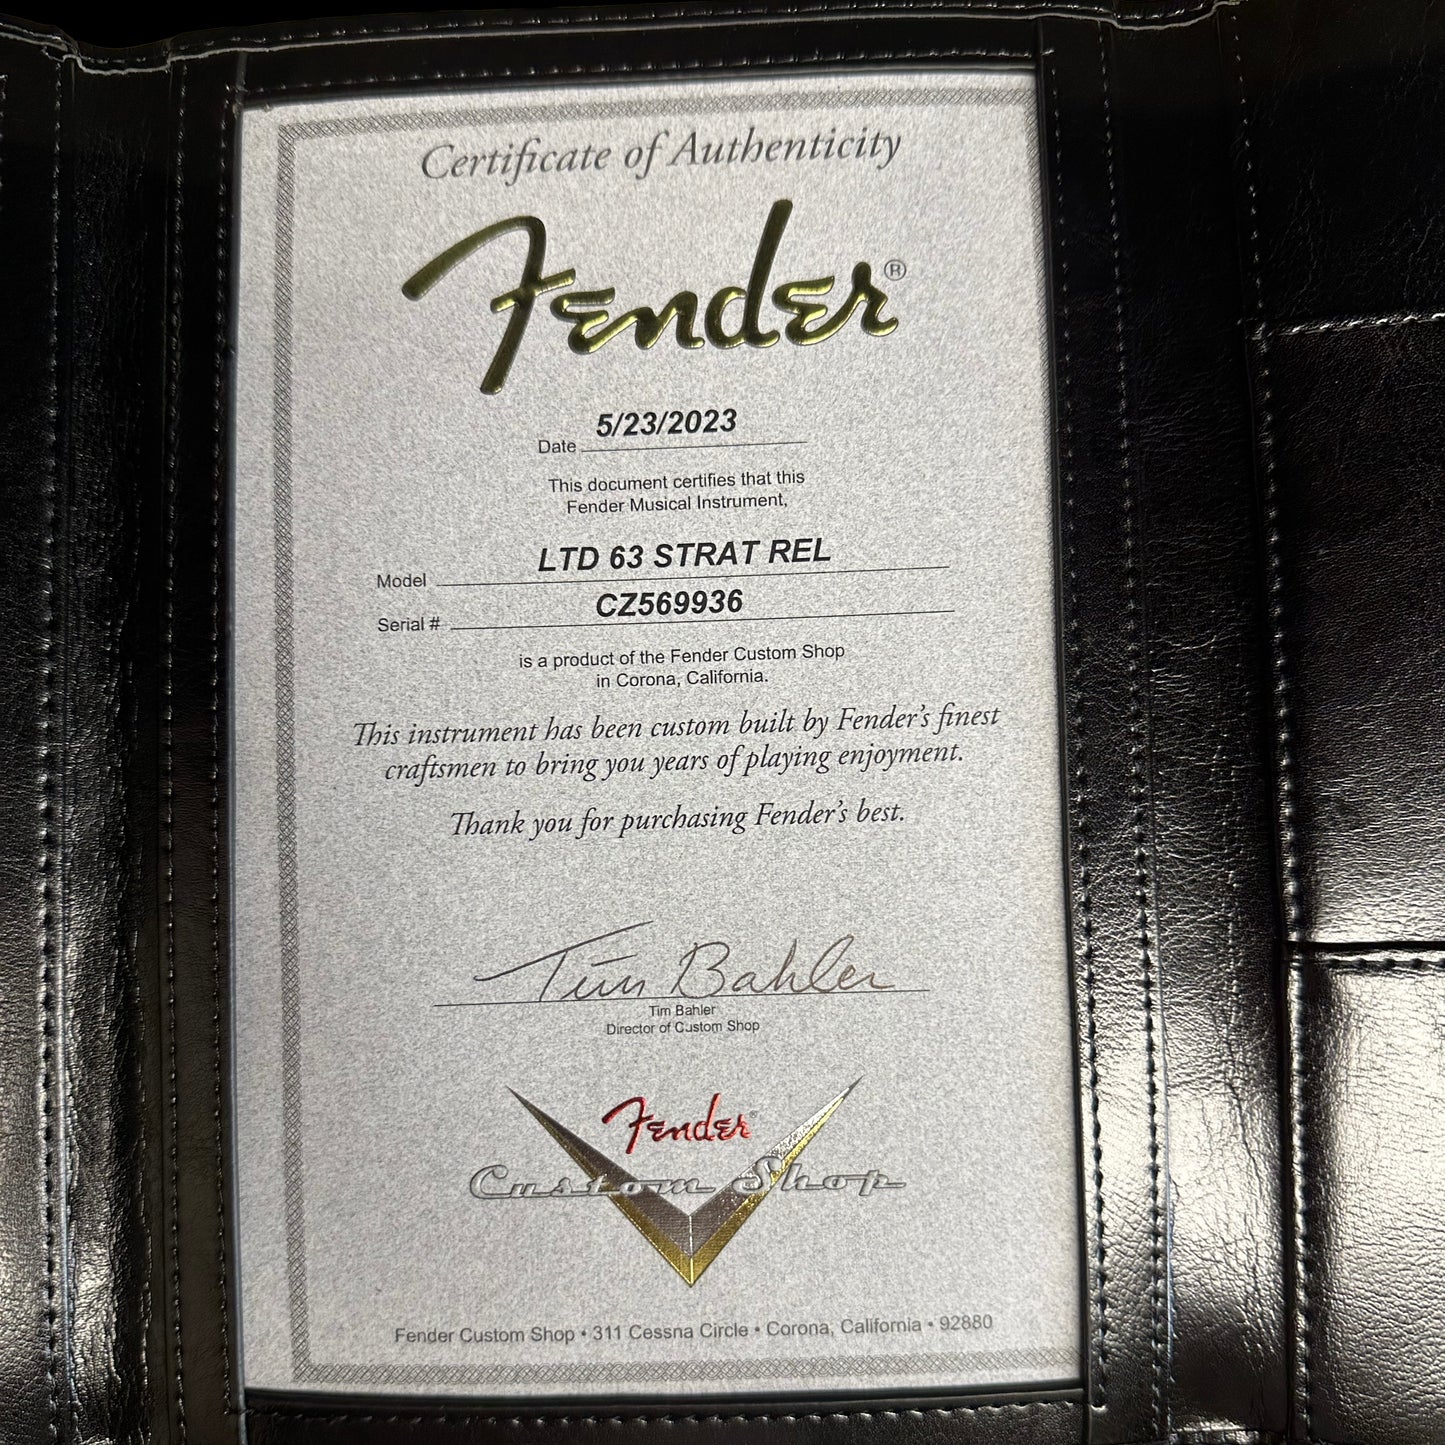 Certificate of Authenticity
Fender®
Date 5/23/2023
This document certifies that this
Fender Musical Instrument,
Model LTD 63 STRAT REL
Serial # CZ569936
is a product of the Fender Custom Shop
in Corona, California.
This instrument has been custom built by Fender's finest
craftsmen to bring you years of playing enjoyment.
Thank you for purchasing Fender's best.
Tim Bahler
Tim Bahler
Director of Custom Shop
Fender
Custom Shop
Fender Custom Shop • 311 Cessna Circle • Corona, California • 92880